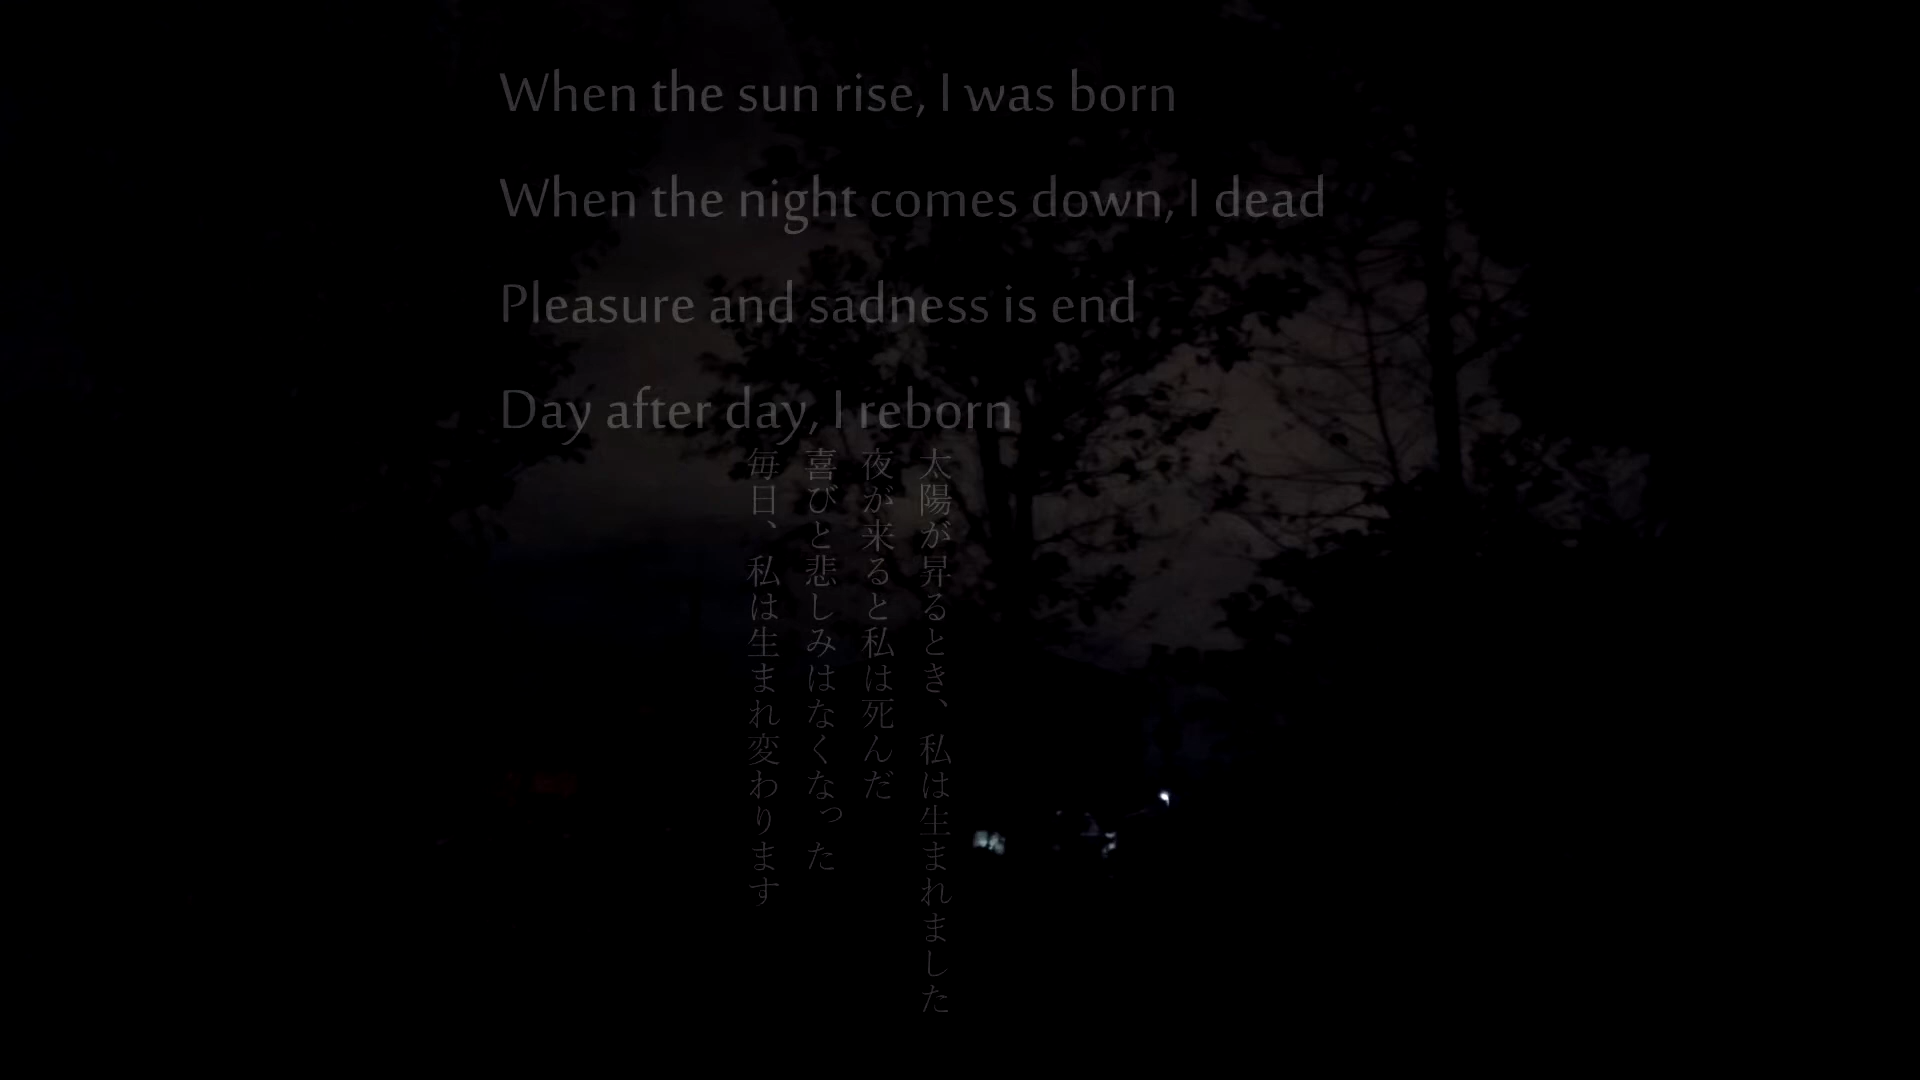 When the sun rise, I was born
When the night comes down, I dead
Pleasure and sadness is end
Day after day, I reborn
太陽が昇るとき、私は生まれました
夜が来ると私は死んだ
喜びと悲しみはなくなった
毎日、私は生まれ変わります